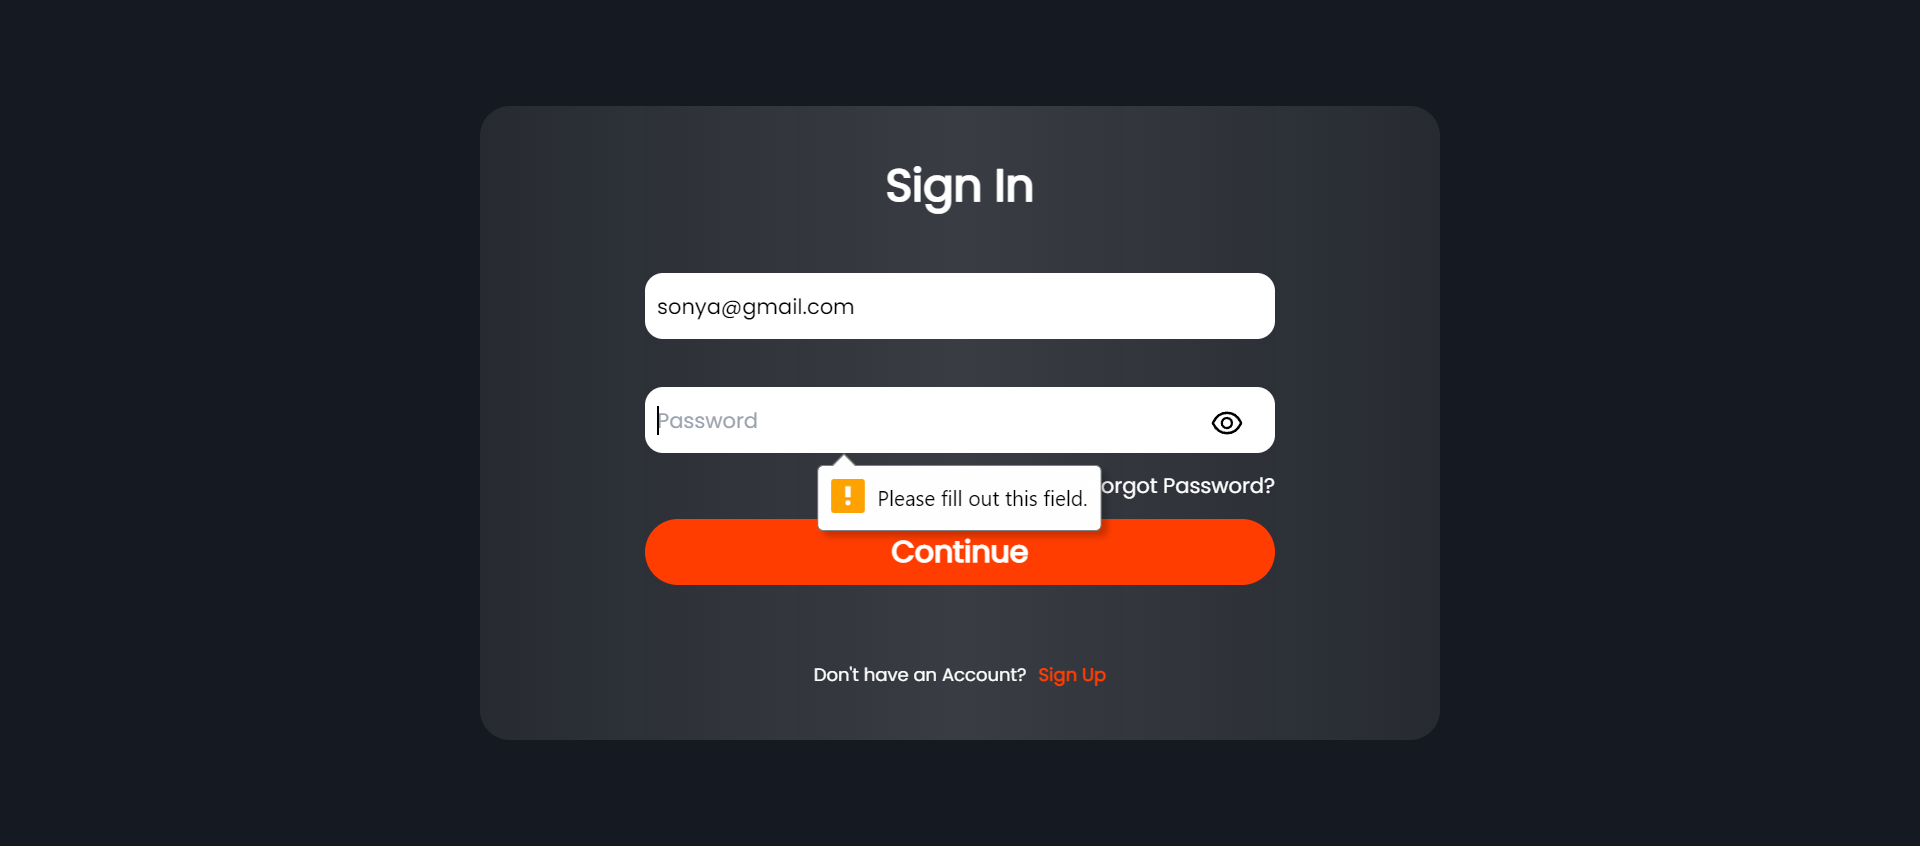 Sign In
sonya@gmail.com
Password
orgot Password?
Please fill out this field.
Continue
Don't have an Account? Sign Up